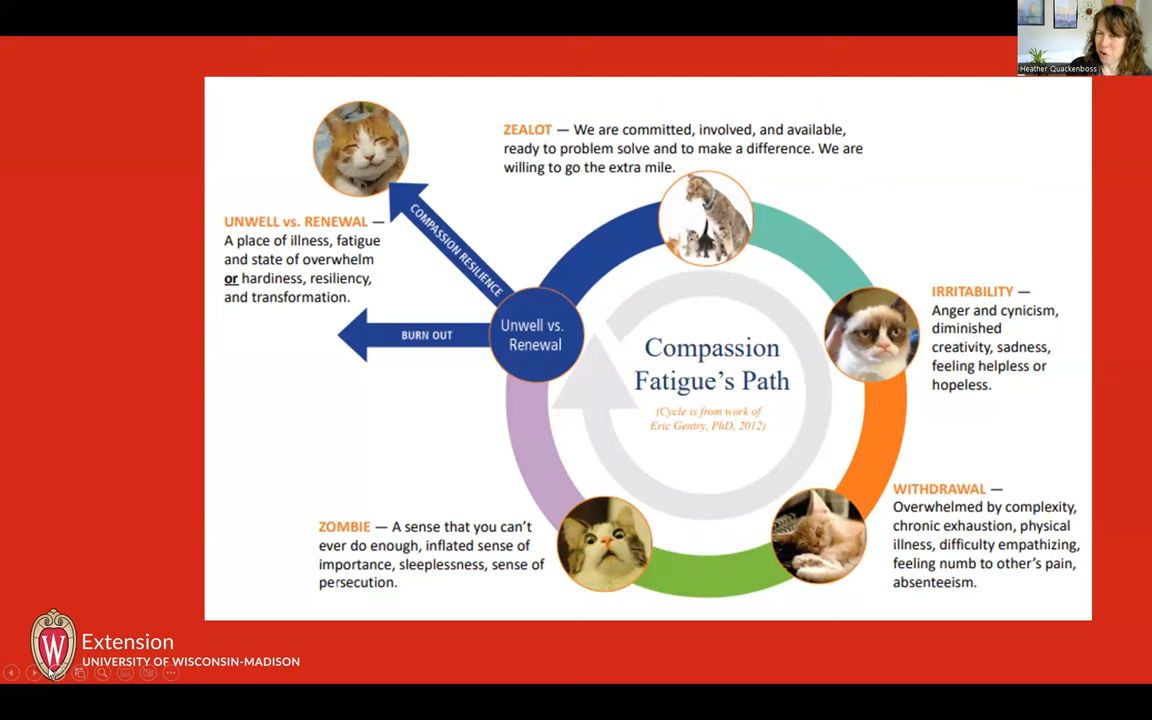 Heather Quackenboss
ZEALOT — We are committed, involved, and available,
ready to problem solve and to make a difference. We are
willing to go the extra mile.
UNWELL vs. RENEWAL —
A place of illness, fatigue
and state of overwhelm
or hardiness, resiliency,
and transformation.
COMPASSION RESILIENCE
BURN OUT
Unwell vs.
Renewal
IRRITABILITY —
Anger and cynicism,
diminished
creativity, sadness,
feeling helpless or
hopeless.
Compassion
Fatigue's Path
(Cycle is from work of
Eric Gentry, PhD, 2012)
WITHDRAWAL —
Overwhelmed by complexity,
chronic exhaustion, physical
illness, difficulty empathizing,
feeling numb to other's pain,
absenteeism.
ZOMBIE — A sense that you can't
ever do enough, inflated sense of
importance, sleeplessness, sense of
persecution.
W
Extension
UNIVERSITY OF WISCONSIN-MADISON